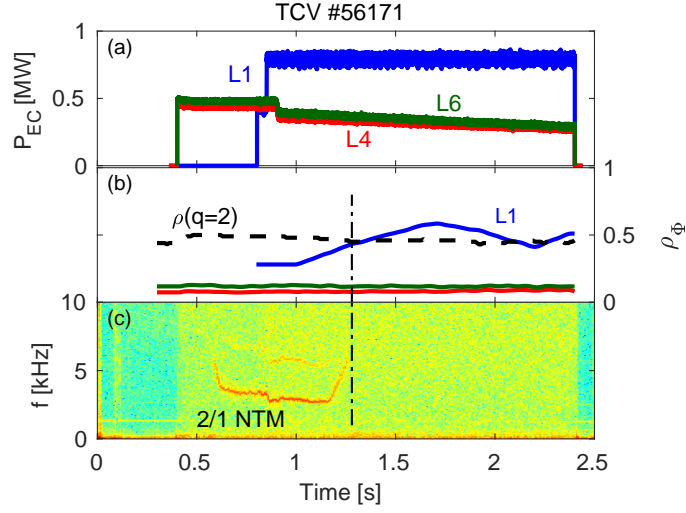 TCV #56171
(a)
1
L1
P_EC [MW]
0.5
L6
L4
0
(b)
1
ρ(q=2)
L1
0.5
ρ_Φ
0
10
(c)
f [kHz]
5
2/1 NTM
0
0 0.5 1 1.5 2 2.5
Time [s]